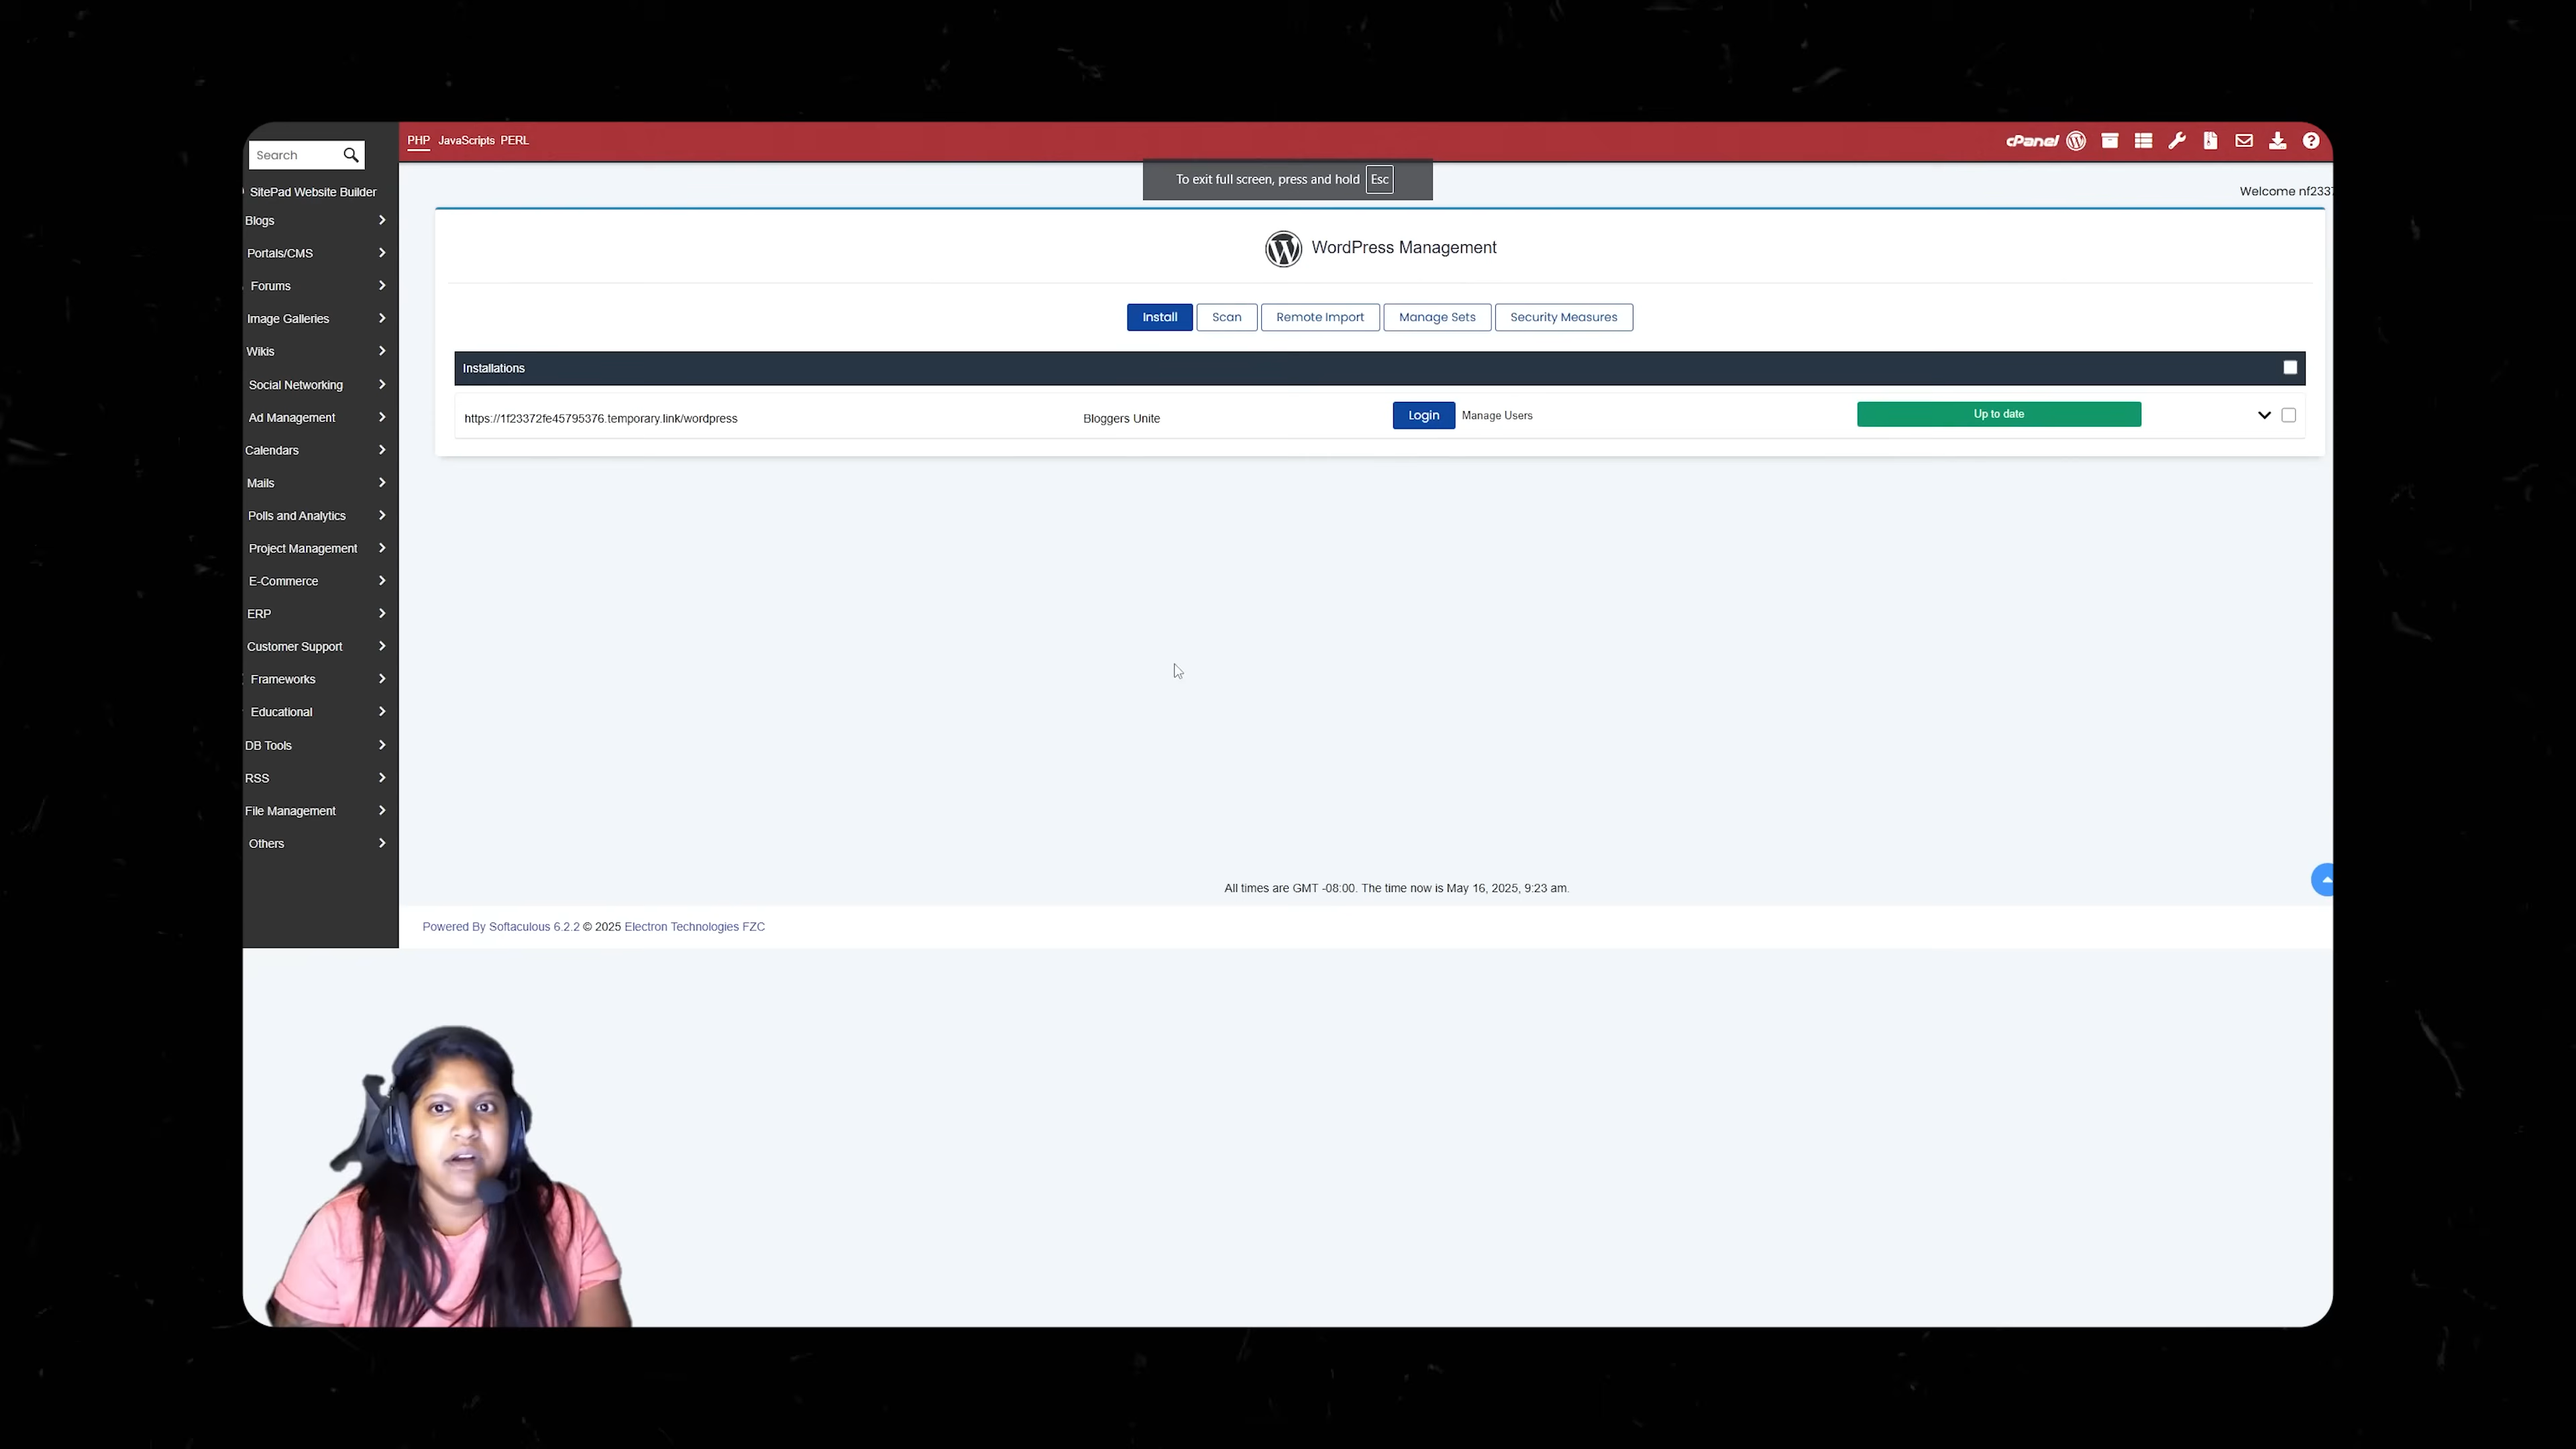 PHP JavaScripts PERL
cPanel
Search
To exit full screen, press and hold Esc
SitePad Website Builder
Welcome nf2337
Blogs
Portals/CMS
Forums
Image Galleries
Wikis
Social Networking
Ad Management
Calendars
Mails
Polls and Analytics
Project Management
E-Commerce
ERP
Customer Support
Frameworks
Educational
DB Tools
RSS
File Management
Others
WordPress Management
Install Scan Remote Import Manage Sets Security Measures
Installations
https://1f23372fe45795376.temporary.link/wordpress Bloggers Unite Login Manage Users Up to date
All times are GMT -08:00. The time now is May 16, 2025, 9:23 am.
Powered By Softaculous 6.2.2 © 2025 Electron Technologies FZC